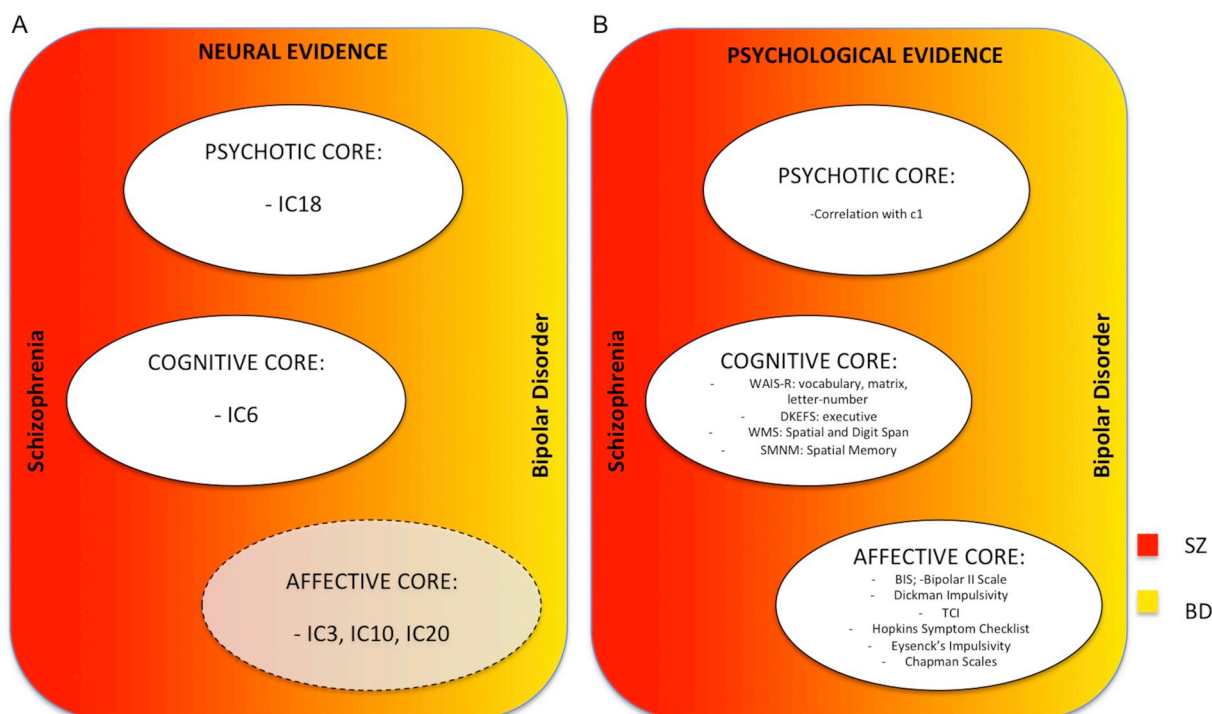 A
NEURAL EVIDENCE
PSYCHOTIC CORE:
- IC18
COGNITIVE CORE:
- IC6
AFFECTIVE CORE:
- IC3, IC10, IC20
Schizophrenia
Bipolar Disorder
B
PSYCHOLOGICAL EVIDENCE
PSYCHOTIC CORE:
-Correlation with c1
COGNITIVE CORE:
- WAIS-R: vocabulary, matrix,
letter-number
- DKEFS: executive
- WMS: Spatial and Digit Span
- SMNM: Spatial Memory
AFFECTIVE CORE:
- BIS; -Bipolar II Scale
- Dickman Impulsivity
- TCI
- Hopkins Symptom Checklist
- Eysenck's Impulsivity
- Chapman Scales
Schizophrenia
Bipolar Disorder
SZ
BD